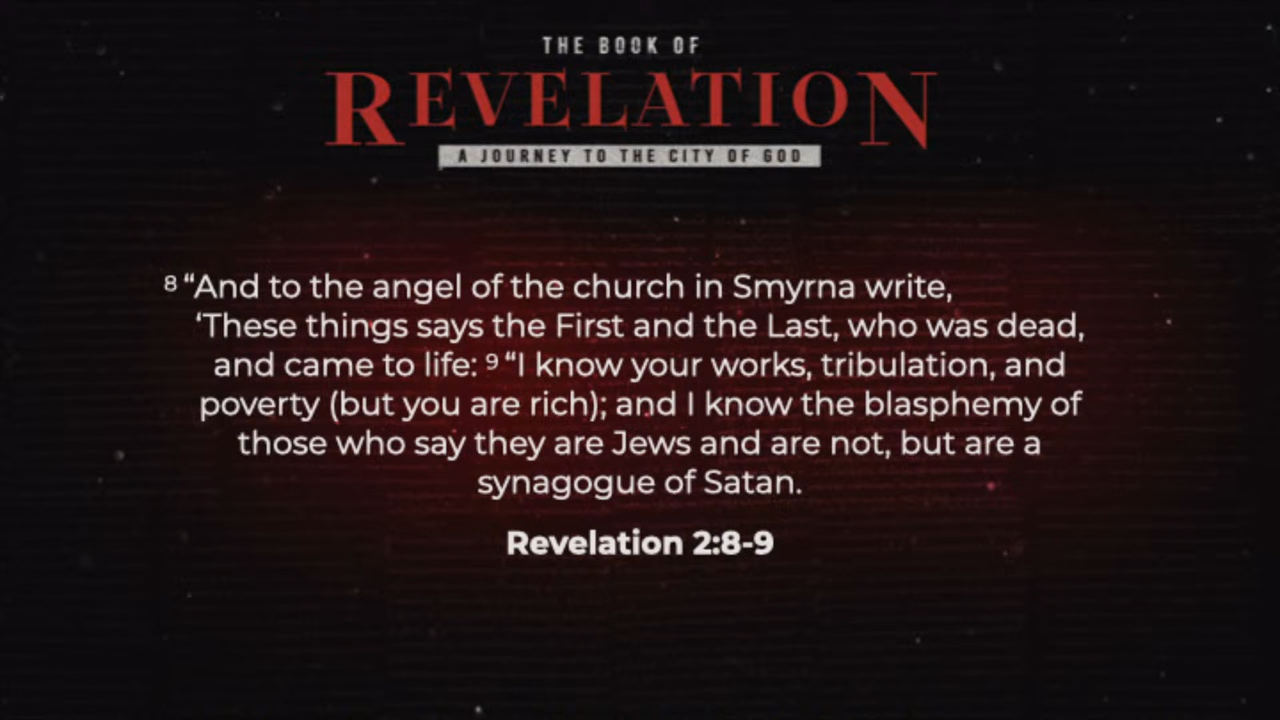 THE BOOK OF
REVELATION
A JOURNEY TO THE CITY OF GOD
8 “And to the angel of the church in Smyrna write,
‘These things says the First and the Last, who was dead,
and came to life: 9 “I know your works, tribulation, and
poverty (but you are rich); and I know the blasphemy of
those who say they are Jews and are not, but are a
synagogue of Satan.
Revelation 2:8-9